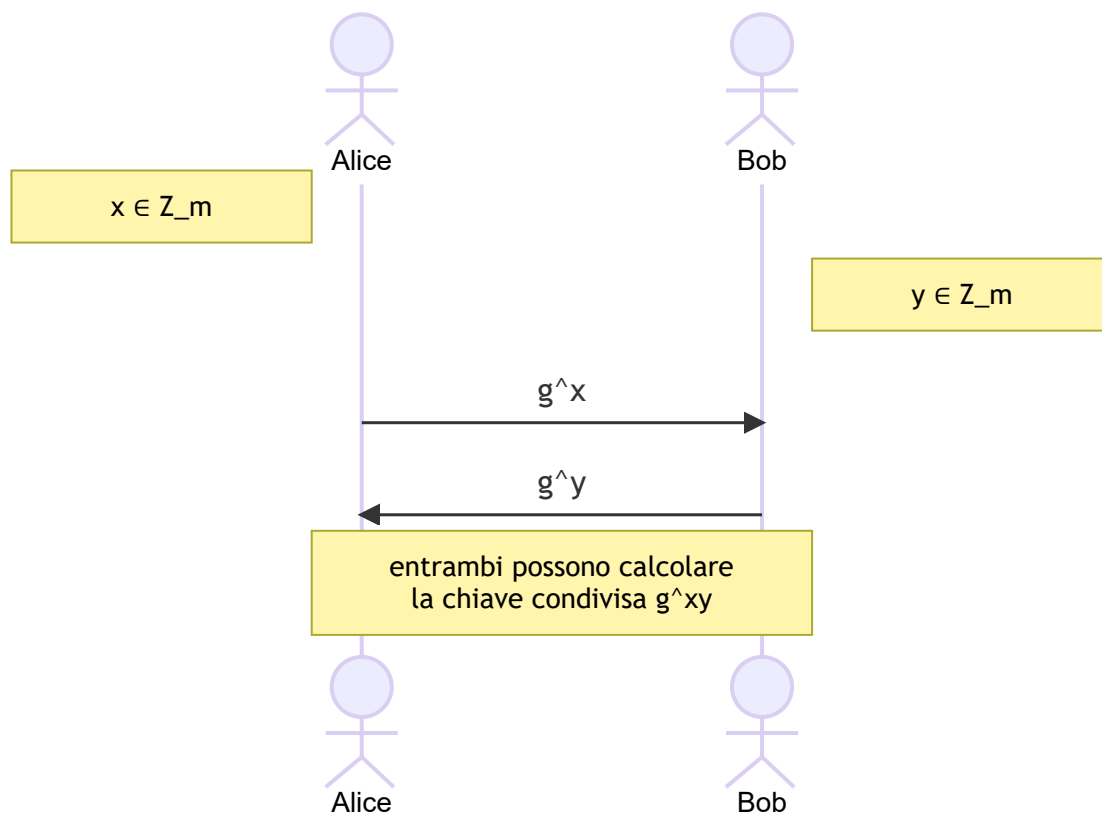 Alice
Bob
x ∈ Z_m
y ∈ Z_m
g^x
g^y
entrambi possono calcolare
la chiave condivisa g^xy
Alice
Bob